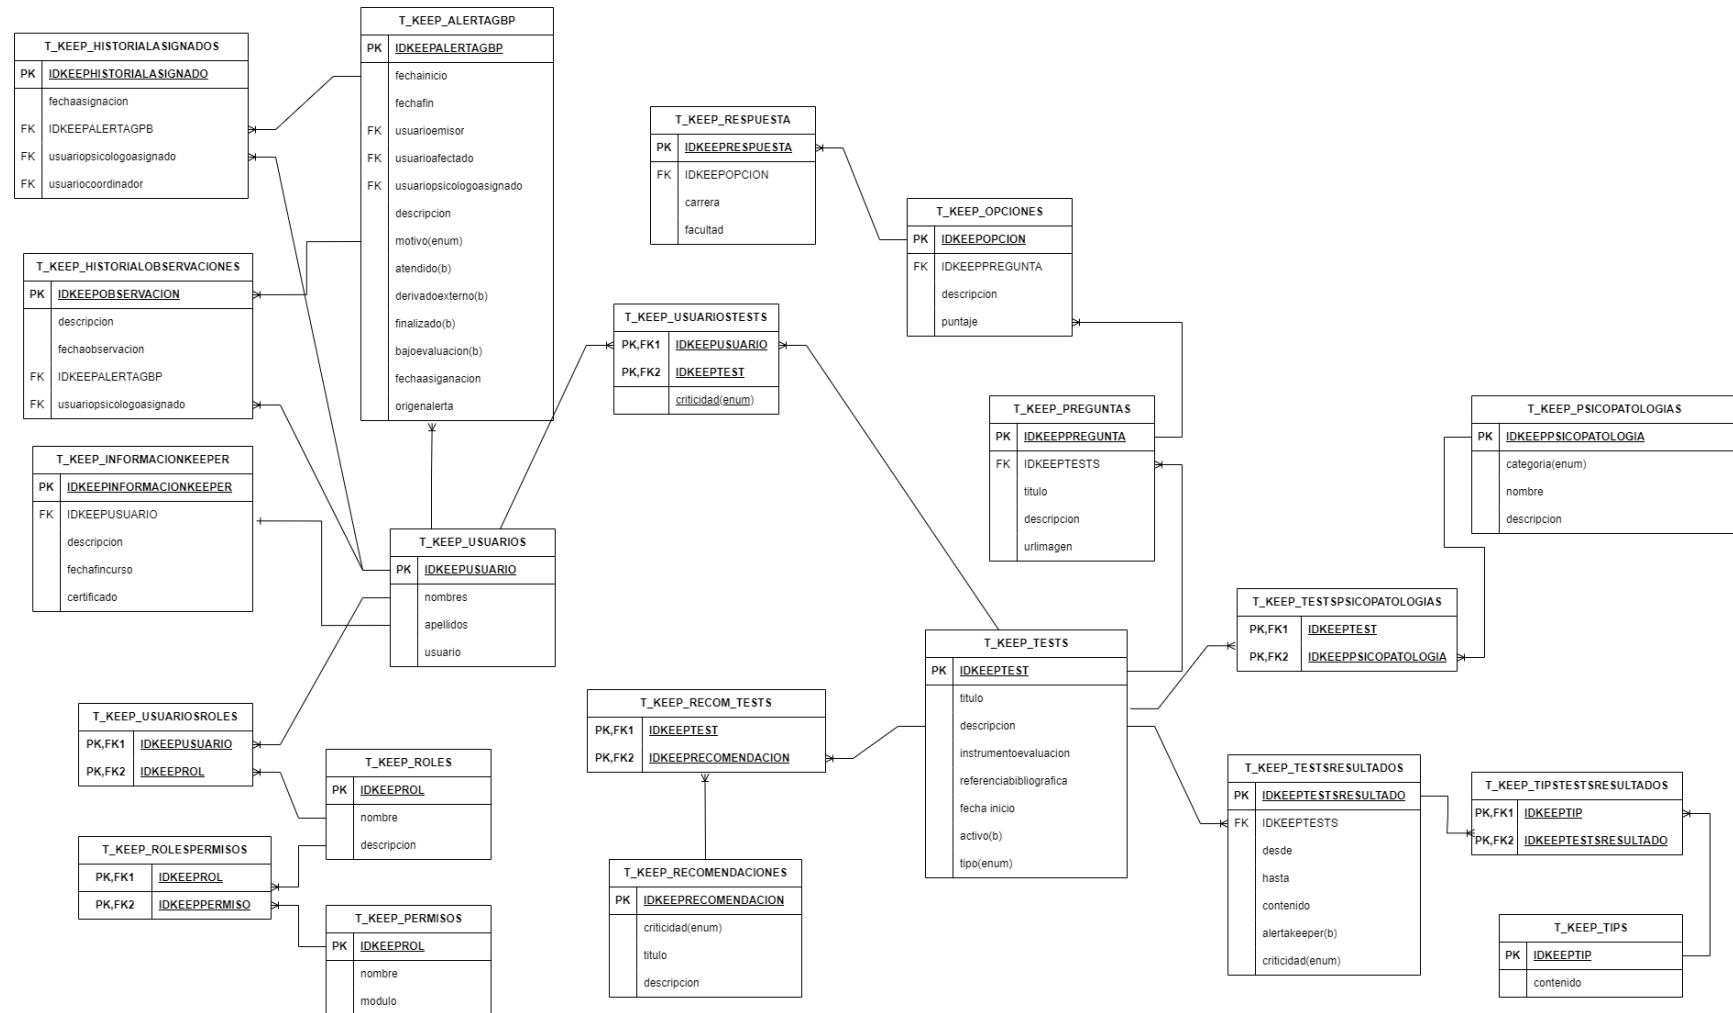 T_KEEP_HISTORIALASIGNADOS
PK IDKEEPHISTORIALASIGNADO
fechaasignacion
FK IDKEEPALERTAGPB
FK usuariopsicologoasignado
FK usuariocoordinador
T_KEEP_ALERTAGBP
PK IDKEEPALERTAGBP
fechainicio
fechafin
FK usuarioemisor
FK usuarioafectado
FK usuariopsicologoasignado
descripcion
motivo(enum)
atendido(b)
derivadoexterno(b)
finalizado(b)
bajoevaluacion(b)
fechaasiganacion
origenalerta
T_KEEP_HISTORIALOBSERVACIONES
PK IDKEEPOBSERVACION
descripcion
fechaobservacion
FK IDKEEPALERTAGBP
FK usuariopsicologoasignado
T_KEEP_INFORMACIONKEEPER
PK IDKEEPINFORMACIONKEEPER
FK IDKEEPUSUARIO
descripcion
fechafincurso
certificado
T_KEEP_USUARIOS
PK IDKEEPUSUARIO
nombres
apellidos
usuario
T_KEEP_USUARIOSROLES
PK,FK1 IDKEEPUSUARIO
PK,FK2 IDKEEPROL
T_KEEP_ROLES
PK IDKEEPROL
nombre
descripcion
T_KEEP_ROLESPERMISOS
PK,FK1 IDKEEPROL
PK,FK2 IDKEEPPERMISO
T_KEEP_PERMISOS
PK IDKEEPROL
nombre
modulo
T_KEEP_RESPUESTA
PK IDKEEPRESPUESTA
FK IDKEEPOPCION
carrera
facultad
T_KEEP_OPCIONES
PK IDKEEPOPCION
FK IDKEEPPREGUNTA
descripcion
puntaje
T_KEEP_USUARIOSTESTS
PK,FK1 IDKEEPUSUARIO
PK,FK2 IDKEEPTEST
criticidad(enum)
T_KEEP_PREGUNTAS
PK IDKEEPPREGUNTA
FK IDKEEPTESTS
titulo
descripcion
urlimagen
T_KEEP_PSICOPATOLOGIAS
PK IDKEEPPSICOPATOLOGIA
categoria(enum)
nombre
descripcion
T_KEEP_TESTSPSICOPATOLOGIAS
PK,FK1 IDKEEPTEST
PK,FK2 IDKEEPPSICOPATOLOGIA
T_KEEP_TESTS
PK IDKEEPTEST
titulo
descripcion
instrumentoevaluacion
referenciabibliografica
fecha inicio
activo(b)
tipo(enum)
T_KEEP_RECOM_TESTS
PK,FK1 IDKEEPTEST
PK,FK2 IDKEEPRECOMENDACION
T_KEEP_RECOMENDACIONES
PK IDKEEPRECOMENDACION
criticidad(enum)
titulo
descripcion
T_KEEP_TESTSRESULTADOS
PK IDKEEPTESTSRESULTADO
FK IDKEEPTESTS
desde
hasta
contenido
alertakeeper(b)
criticidad(enum)
T_KEEP_TIPSTESTSRESULTADOS
PK,FK1 IDKEEPTIP
PK,FK2 IDKEEPTESTSRESULTADO
T_KEEP_TIPS
PK IDKEEPTIP
contenido